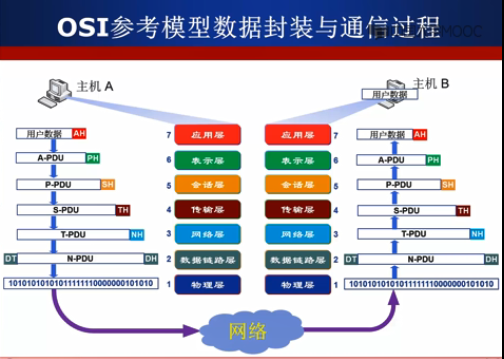 OSI参考模型数据封装与通信过程
主机 A
主机 B
用户数据
用户数据 AH 7 应用层 应用层 7 用户数据 AH
A-PDU PH 6 表示层 表示层 6 A-PDU PH
P-PDU SH 5 会话层 会话层 5 P-PDU SH
S-PDU TH 4 传输层 传输层 4 S-PDU TH
T-PDU NH 3 网络层 网络层 3 T-PDU NH
DT N-PDU DH 2 数据链路层 数据链路层 2 DT N-PDU DH
物理层 1 物理层 1
网络